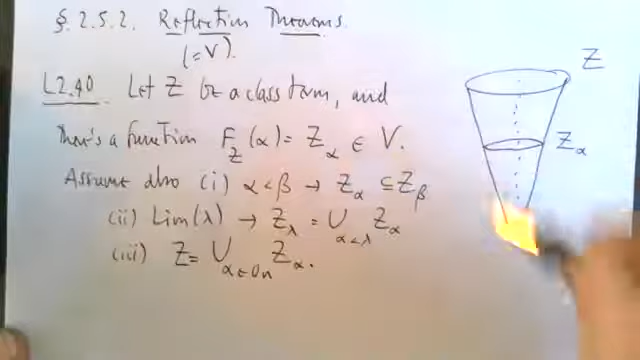 §.2.5.2. Reflection Theorems.
(=V).
L2.40 Let Z be a class term, and
There's a function F_Z(α) = Z_α ∈ V.
Assume also (i) α<β → Z_α ⊆ Z_β
(ii) Lim(λ) → Z_λ = ∪_{α<λ} Z_α
(iii) Z = ∪_{α∈On} Z_α.
Z
Z_α